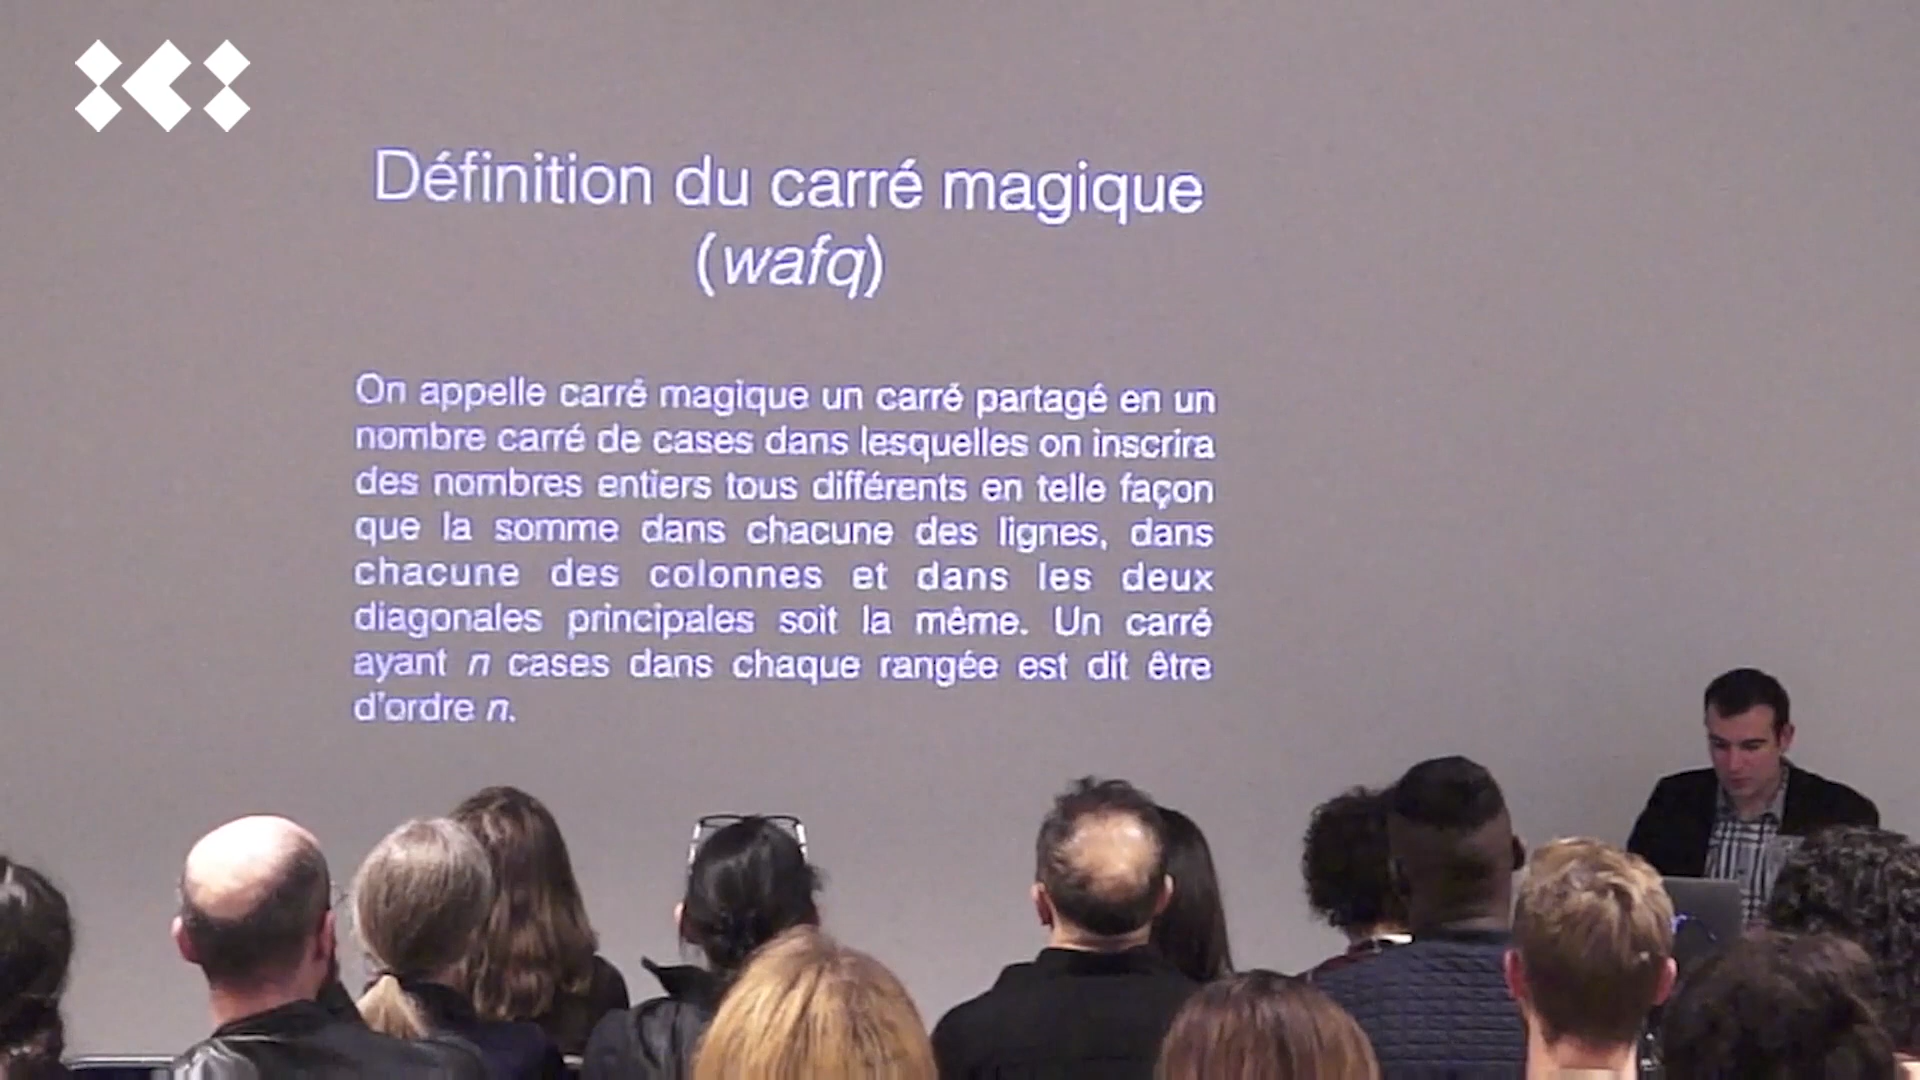 Définition du carré magique
(wafq)
On appelle carré magique un carré partagé en un
nombre carré de cases dans lesquelles on inscrira
des nombres entiers tous différents en telle façon
que la somme dans chacune des lignes, dans
chacune des colonnes et dans les deux
diagonales principales soit la même. Un carré
ayant n cases dans chaque rangée est dit être
d'ordre n.